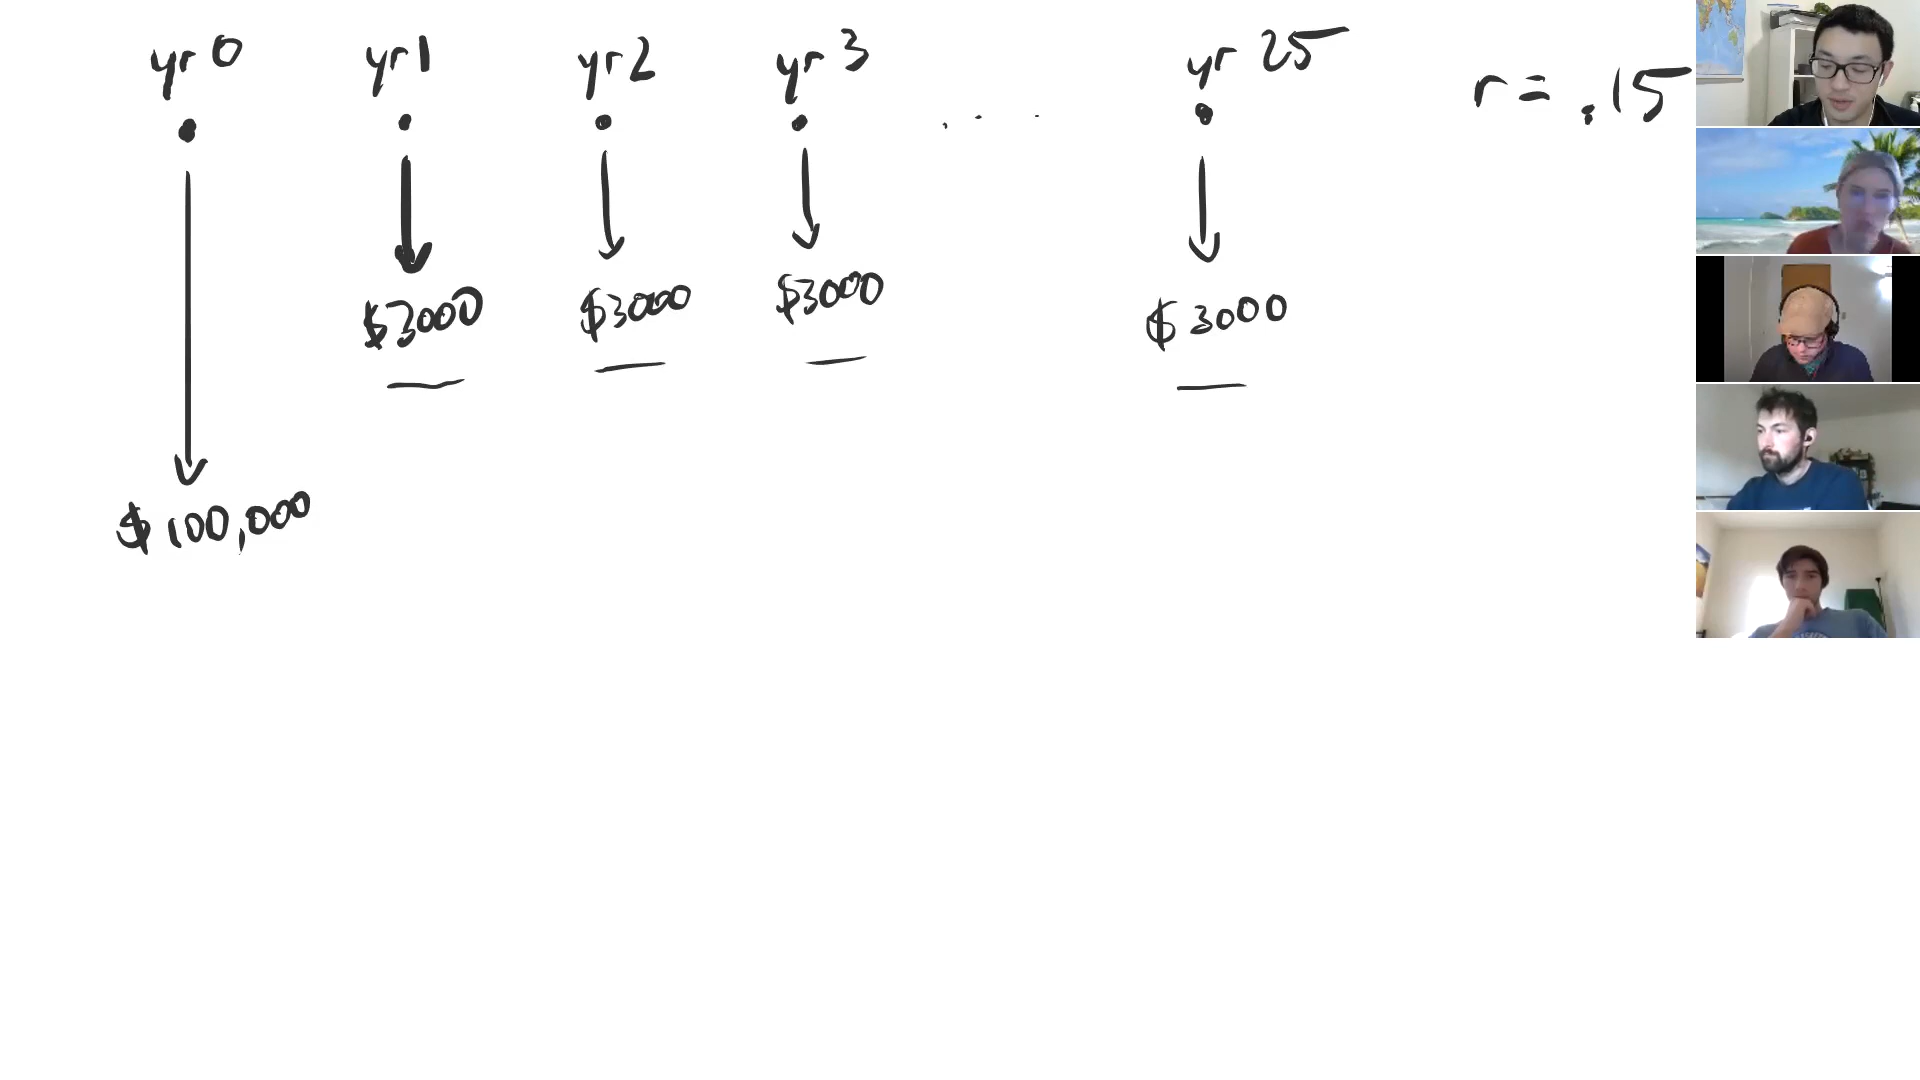 yr 0 yr 1 yr 2 yr 3 yr 25 r = .15
. . .
$3000 $3000 $3000 $3000
$100,000